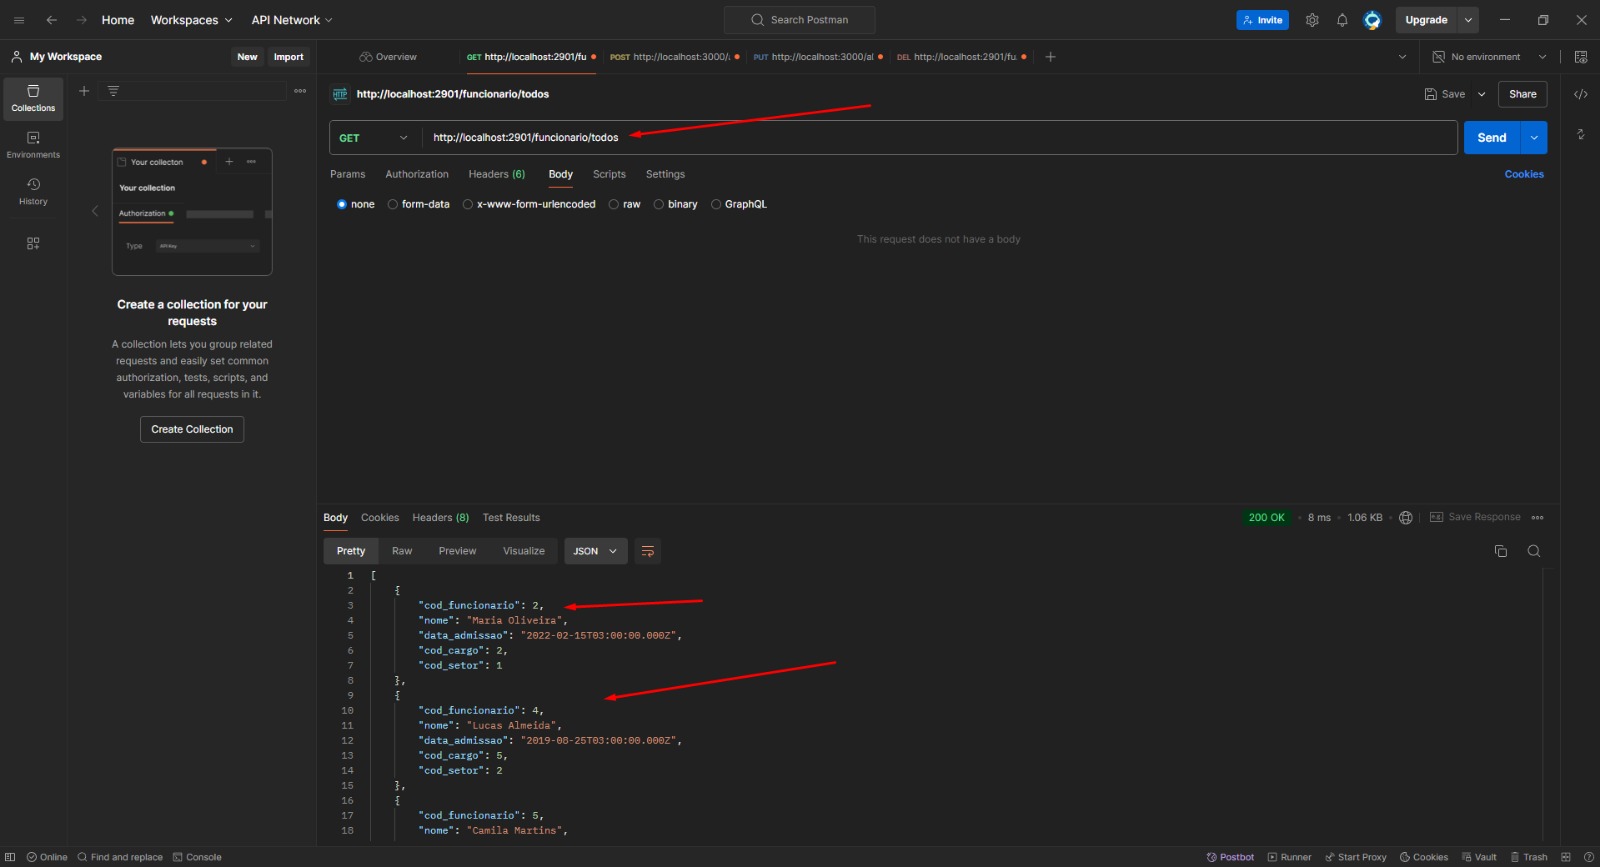 Home Workspaces API Network Search Postman Invite Upgrade
My Workspace New Import Overview GET http://localhost:2901/fu POST http://localhost:3000/ PUT http://localhost:3000/al DEL http://localhost:2901/fu No environment
Collections
Environments
History
Your collecton
Your collection
Authorization
Type API Key
Create a collection for your
requests
A collection lets you group related
requests and easily set common
authorization, tests, scripts, and
variables for all requests in it.
Create Collection
HTTP http://localhost:2901/funcionario/todos Save Share
GET http://localhost:2901/funcionario/todos Send
Params Authorization Headers (6) Body Scripts Settings Cookies
none form-data x-www-form-urlencoded raw binary GraphQL
This request does not have a body
Body Cookies Headers (8) Test Results 200 OK 8 ms 1.06 KB Save Response
Pretty Raw Preview Visualize JSON
1 [
2 {
3 "cod_funcionario": 2,
4 "nome": "Maria Oliveira",
5 "data_admissao": "2022-02-15T03:00:00.000Z",
6 "cod_cargo": 2,
7 "cod_setor": 1
8 },
9 {
10 "cod_funcionario": 4,
11 "nome": "Lucas Almeida",
12 "data_admissao": "2019-08-25T03:00:00.000Z",
13 "cod_cargo": 5,
14 "cod_setor": 2
15 },
16 {
17 "cod_funcionario": 5,
18 "nome": "Camila Martins",
Online Find and replace Console Postbot Runner Start Proxy Cookies Vault Trash